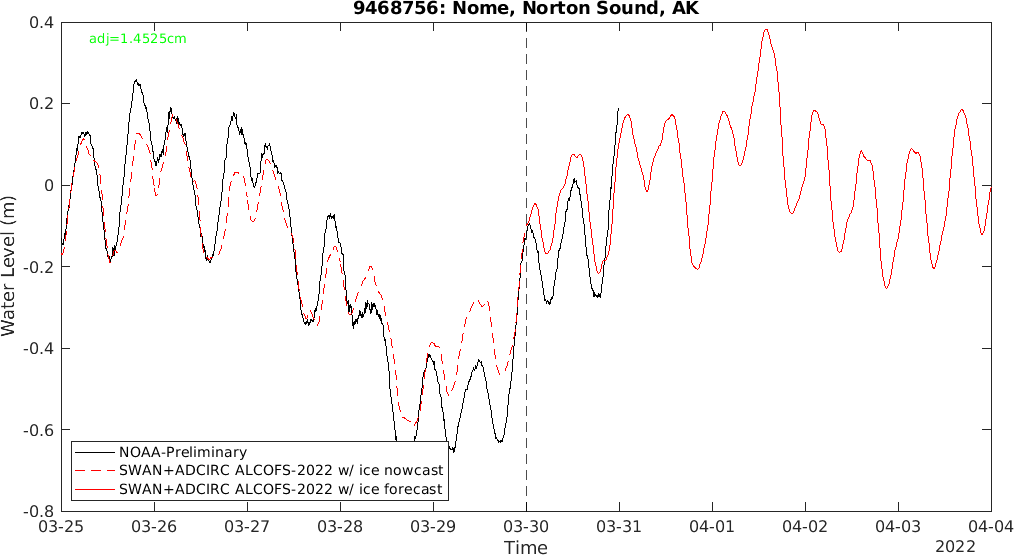 9468756: Nome, Norton Sound, AK
adj=1.4525cm
0.4
0.2
0
-0.2
-0.4
-0.6
-0.8
Water Level (m)
NOAA-Preliminary
SWAN+ADCIRC ALCOFS-2022 w/ ice nowcast
SWAN+ADCIRC ALCOFS-2022 w/ ice forecast
03-25 03-26 03-27 03-28 03-29 03-30 03-31 04-01 04-02 04-03 04-04
Time
2022